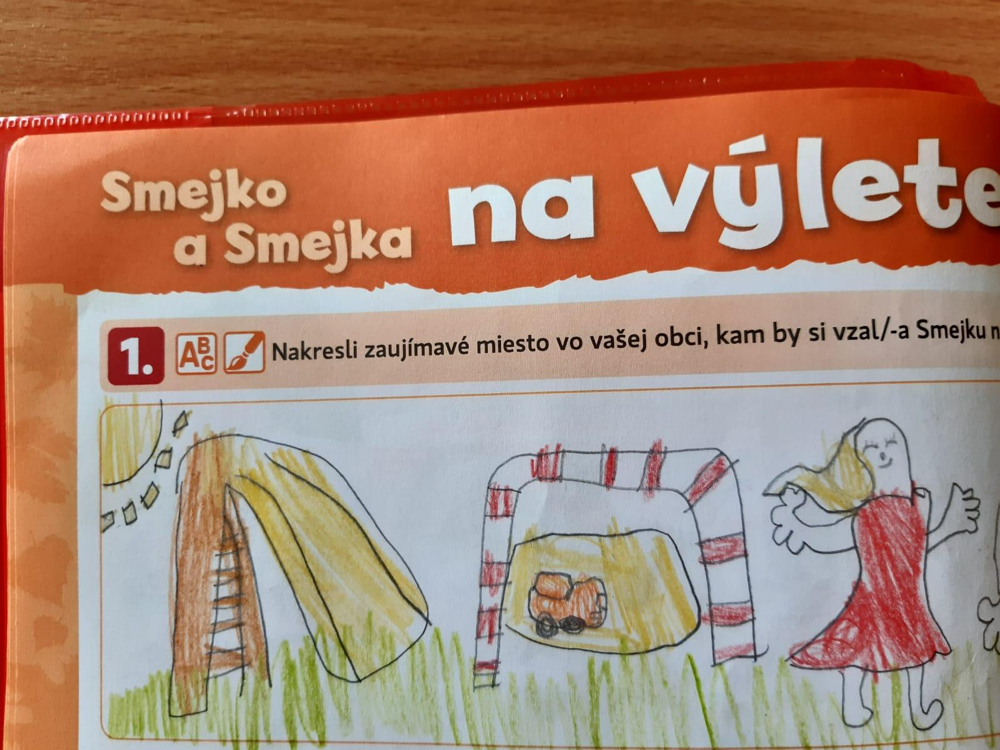 Smejko
a Smejka
na výlete
1. ABC Nakresli zaujímavé miesto vo vašej obci, kam by si vzal/-a Smejku